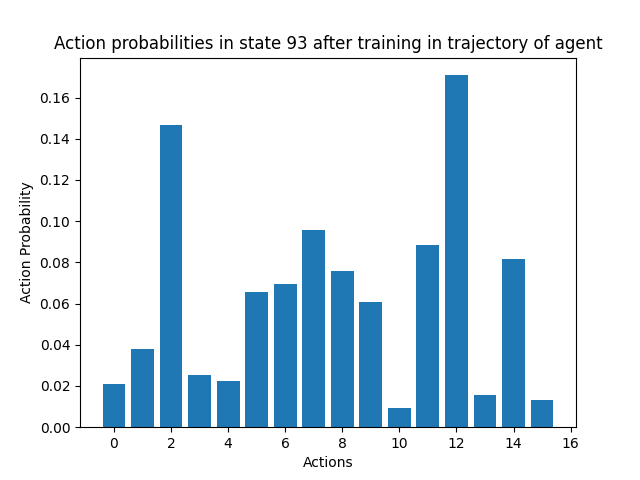 Action probabilities in state 93 after training in trajectory of agent
0.16
0.14
0.12
0.10
0.08
0.06
0.04
0.02
0.00
Action Probability
0 2 4 6 8 10 12 14 16
Actions